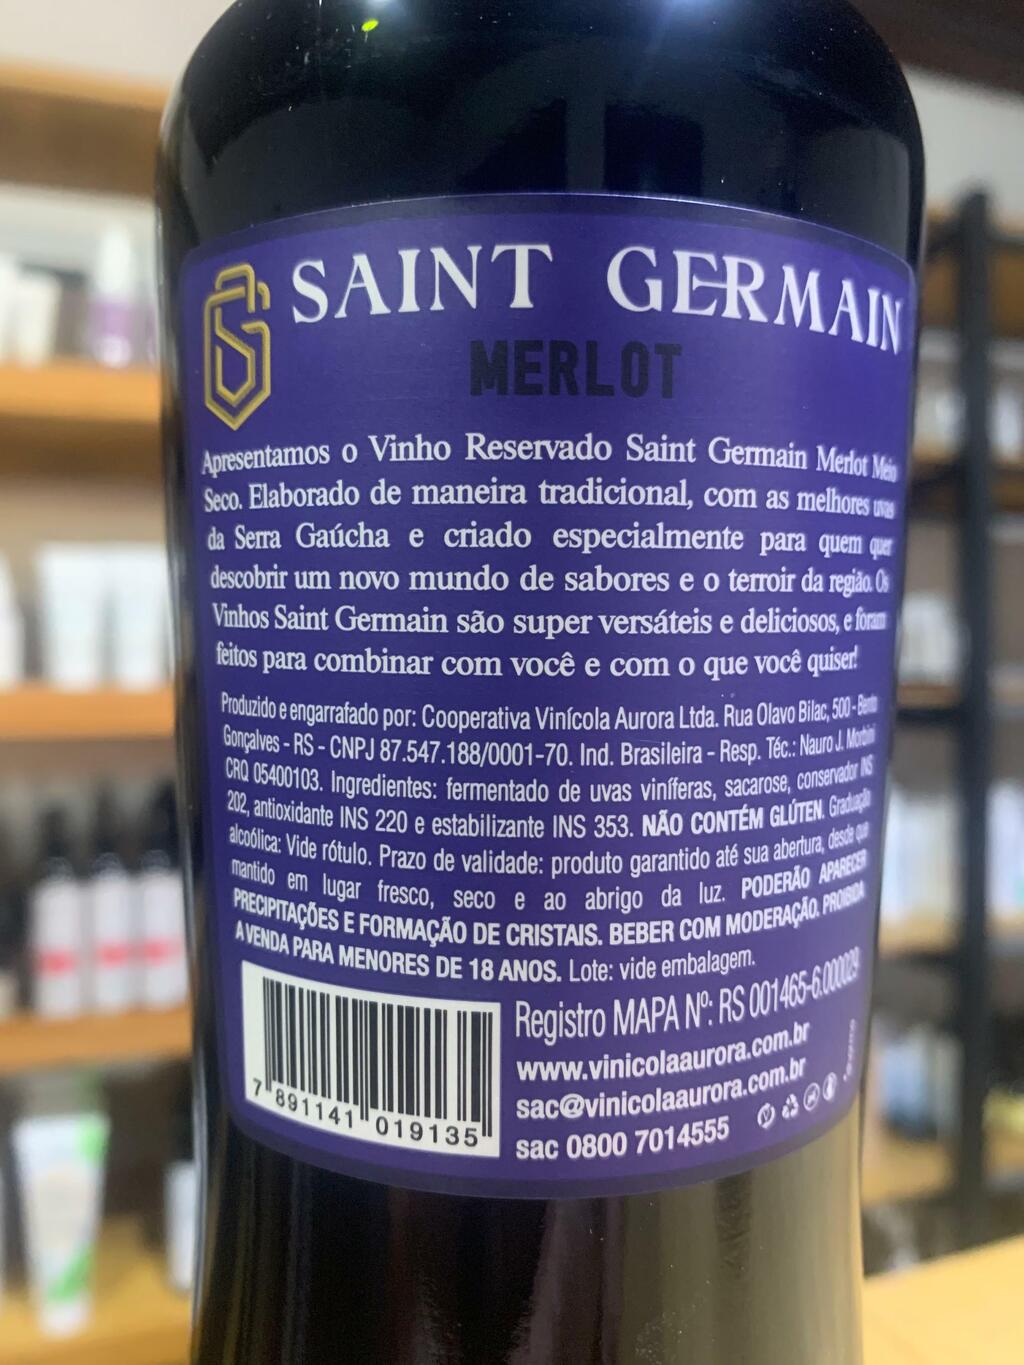 SAINT GERMAIN
MERLOT
Apresentamos o Vinho Reservado Saint Germain Merlot Meio
Seco. Elaborado de maneira tradicional, com as melhores uvas
da Serra Gaúcha e criado especialmente para quem quer
descobrir um novo mundo de sabores e o terroir da região. Os
Vinhos Saint Germain são super versáteis e deliciosos, e foram
feitos para combinar com você e com o que você quiser!
Produzido e engarrafado por: Cooperativa Vinícola Aurora Ltda. Rua Olavo Bilac, 500 - Bento
Gonçalves - RS - CNPJ 87.547.188/0001-70. Ind. Brasileira - Resp. Téc.: Nauro J. Morbini
CRQ 05400103. Ingredientes: fermentado de uvas viníferas, sacarose, conservador INS
202, antioxidante INS 220 e estabilizante INS 353. NÃO CONTÉM GLÚTEN. Graduação
alcoólica: Vide rótulo. Prazo de validade: produto garantido até sua abertura, desde que
mantido em lugar fresco, seco e ao abrigo da luz. PODERÃO APARECER
PRECIPITAÇÕES E FORMAÇÃO DE CRISTAIS. BEBER COM MODERAÇÃO. PROIBIDA
A VENDA PARA MENORES DE 18 ANOS. Lote: vide embalagem.
Registro MAPA Nº: RS 001465-6.000029
www.vinicolaaurora.com.br
sac@vinicolaaurora.com.br
sac 0800 7014555
7 891141 019135